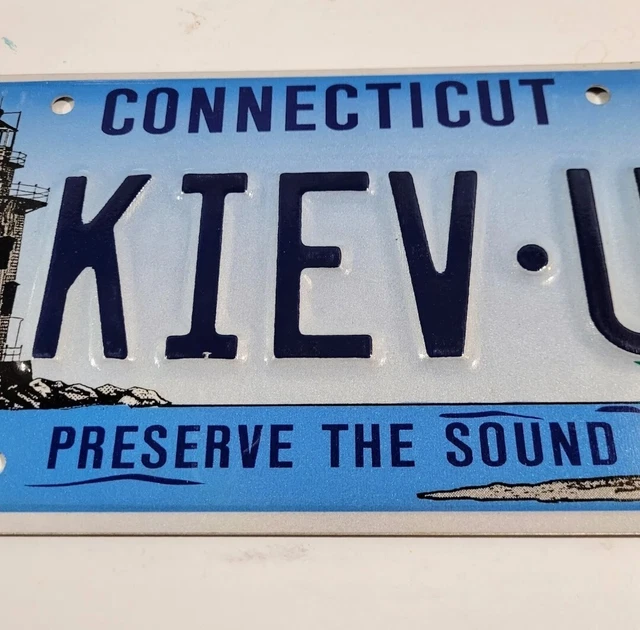 CONNECTICUT
KIEV·U
PRESERVE THE SOUND